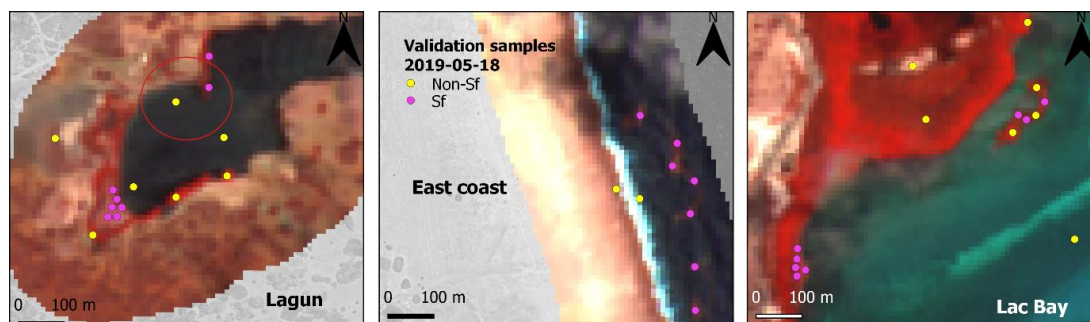 N
0
100 m
Lagun
N
Validation samples
2019-05-18
Non-Sf
Sf
East coast
0
100 m
N
0
100 m
Lac Bay